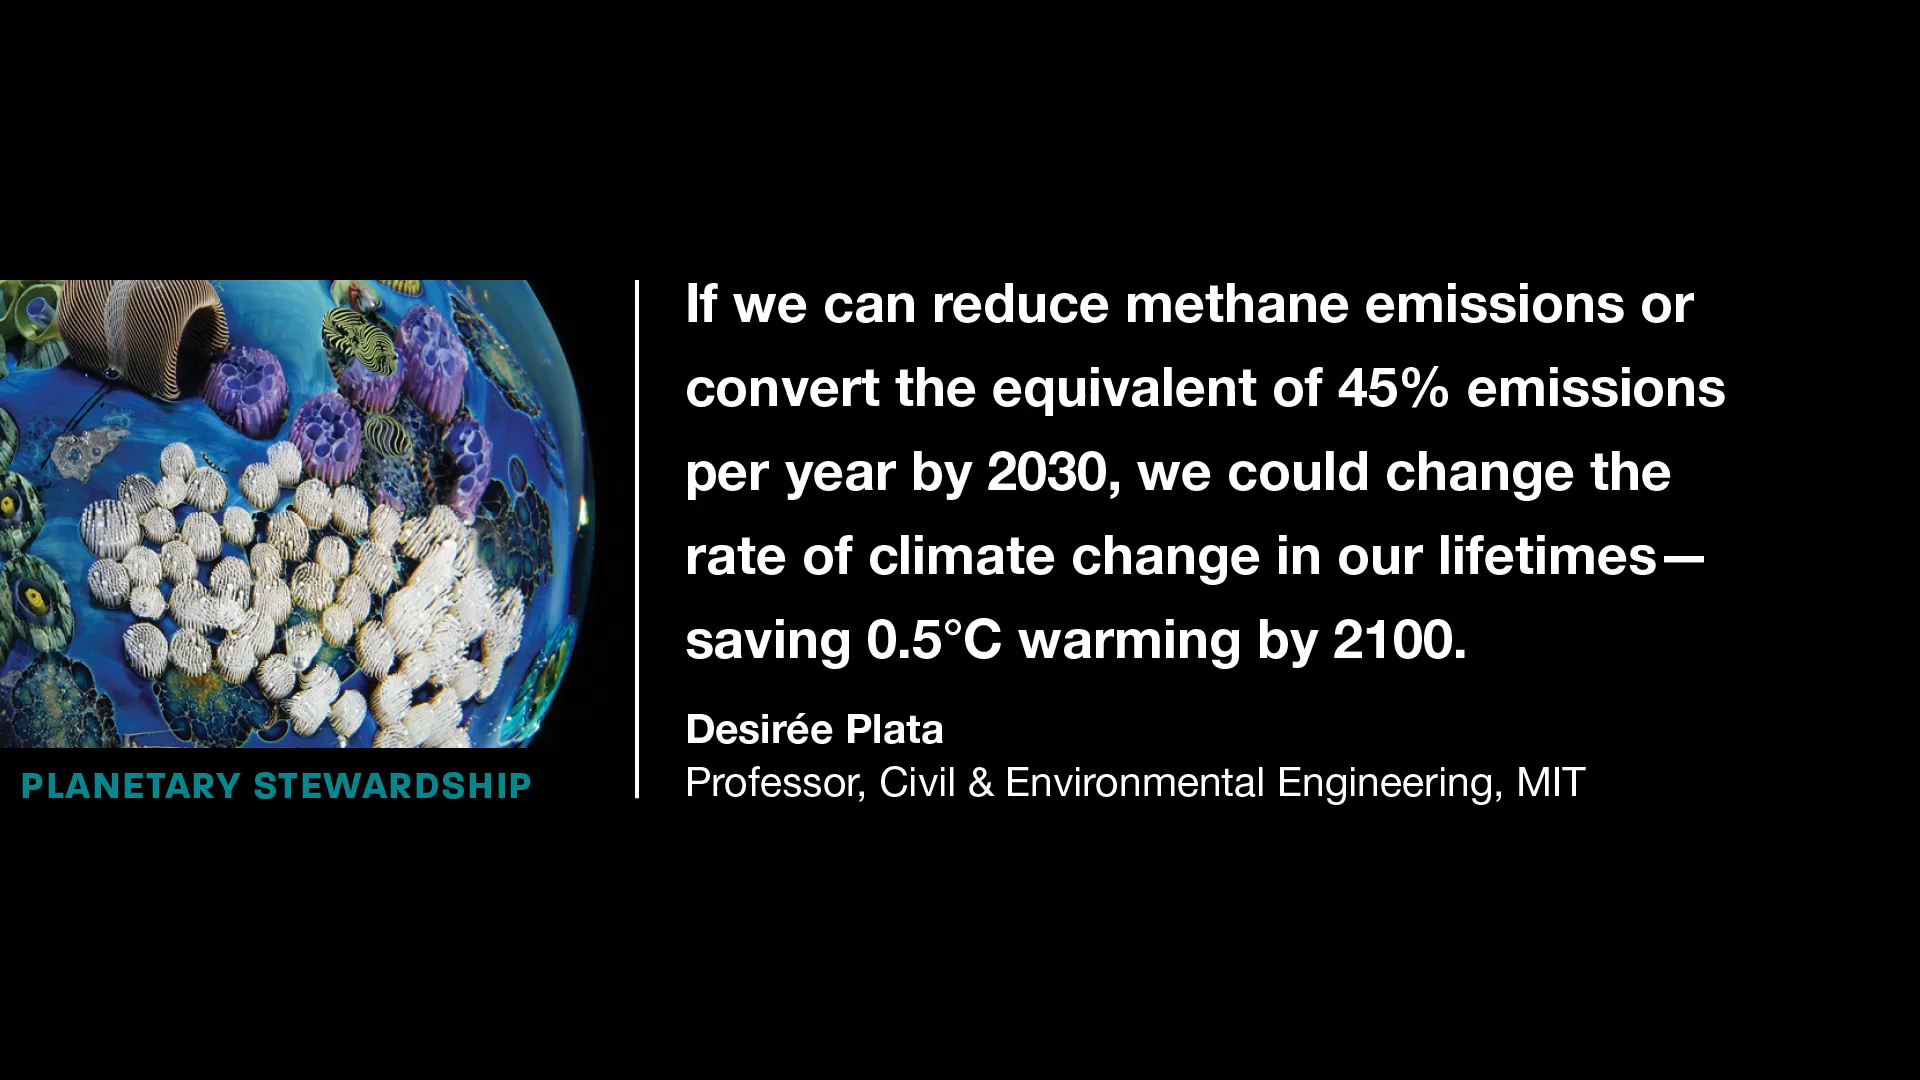 If we can reduce methane emissions or
convert the equivalent of 45% emissions
per year by 2030, we could change the
rate of climate change in our lifetimes—
saving 0.5°C warming by 2100.
Desirée Plata
Professor, Civil & Environmental Engineering, MIT
PLANETARY STEWARDSHIP